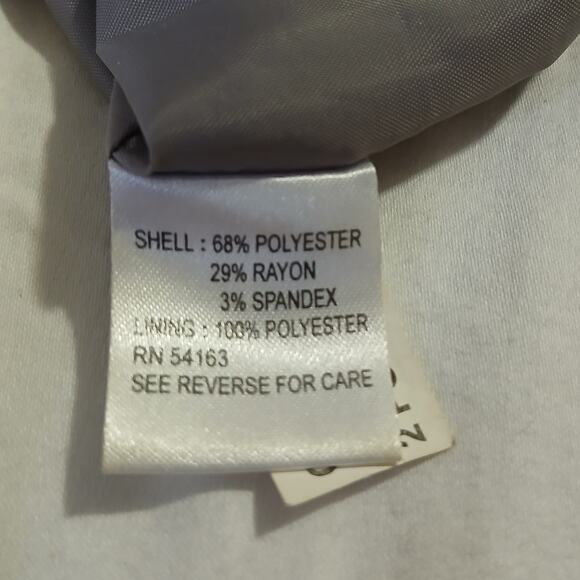 SHELL : 68% POLYESTER
29% RAYON
3% SPANDEX
LINING : 100% POLYESTER
RN 54163
SEE REVERSE FOR CARE